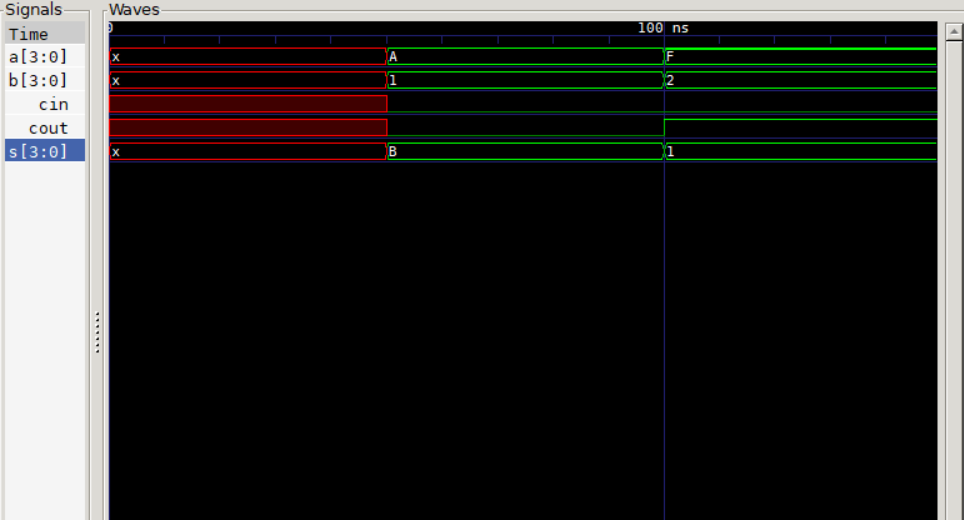 Signals Waves
Time 0 100 ns
a[3:0] x A F
b[3:0] x 1 2
cin
cout
s[3:0] x B 1